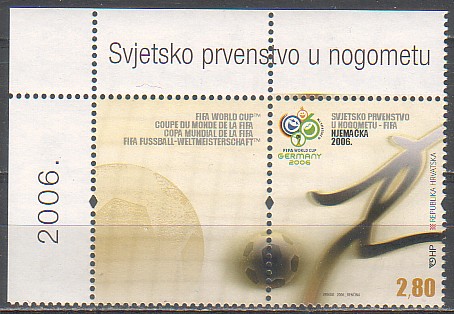 Svjetsko prvenstvo u nogometu
2006.
FIFA WORLD CUP™
COUPE DU MONDE DE LA FIFA
COPA MUNDIAL DE LA FIFA
FIFA FUSSBALL-WELTMEISTERSCHAFT™
FIFA WORLD CUP
GERMANY
2006
SVJETSKO PRVENSTVO
U NOGOMETU - FIFA
NJEMAČKA
2006.
HP REPUBLIKA HRVATSKA
2,80